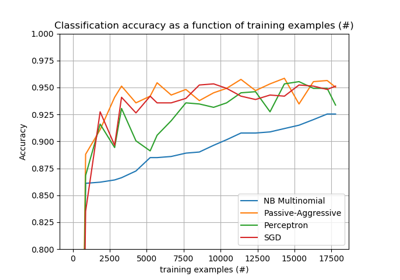 Classification accuracy as a function of training examples (#)
1.000
0.975
0.950
0.925
0.900
0.875
0.850
0.825
0.800
Accuracy
NB Multinomial
Passive-Aggressive
Perceptron
SGD
0 2500 5000 7500 10000 12500 15000 17500
training examples (#)